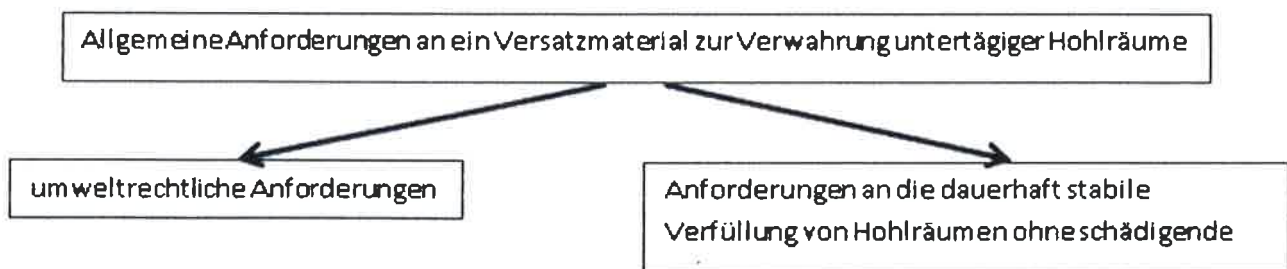 Allgemeine Anforderungen an ein Versatzmaterial zur Verwahrung untertägiger Hohlräume
umweltrechtliche Anforderungen
Anforderungen an die dauerhaft stabile
Verfüllung von Hohlräumen ohne schädigende